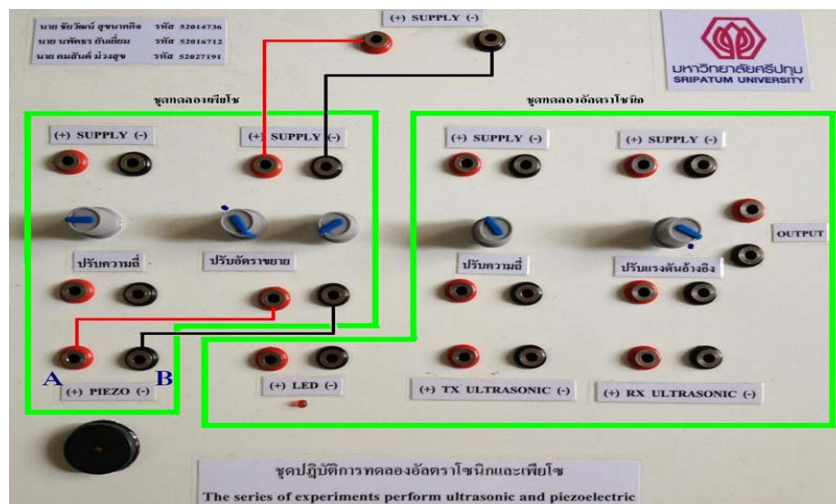 นาย ชัยวัฒน์ สุขนาคกิจ รหัส 52014736
นาย นพัทธร ยันเยี่ยม รหัส 52016712
นาย คมสันต์ ม่วงสุข รหัส 52027191
(+) SUPPLY (-)
มหาวิทยาลัยศรีปทุม
SRIPATUM UNIVERSITY
ชุดทดลองเพียโซ
ชุดทดลองอัลตราโซนิก
(+) SUPPLY (-)
(+) SUPPLY (-)
(+) SUPPLY (-)
(+) SUPPLY (-)
OUTPUT
ปรับความถี่
ปรับอัตราขยาย
ปรับความถี่
ปรับแรงดันอ้างอิง
A
B
(+) PIEZO (-)
(+) LED (-)
(+) TX ULTRASONIC (-)
(+) RX ULTRASONIC (-)
ชุดปฎิบัติการทดลองอัลตราโซนิกและเพียโซ
The series of experiments perform ultrasonic and piezoelectric